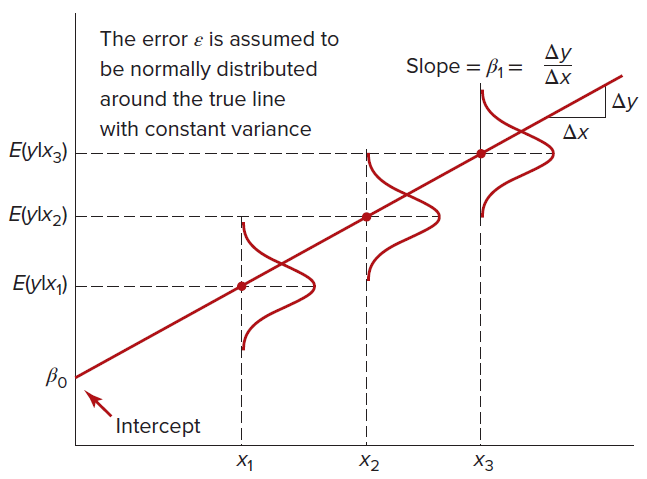 The error ε is assumed to
be normally distributed
around the true line
with constant variance
Slope = β₁ = Δy/Δx
Δy
Δx
E(y|x₃)
E(y|x₂)
E(y|x₁)
β₀
Intercept
x₁ x₂ x₃